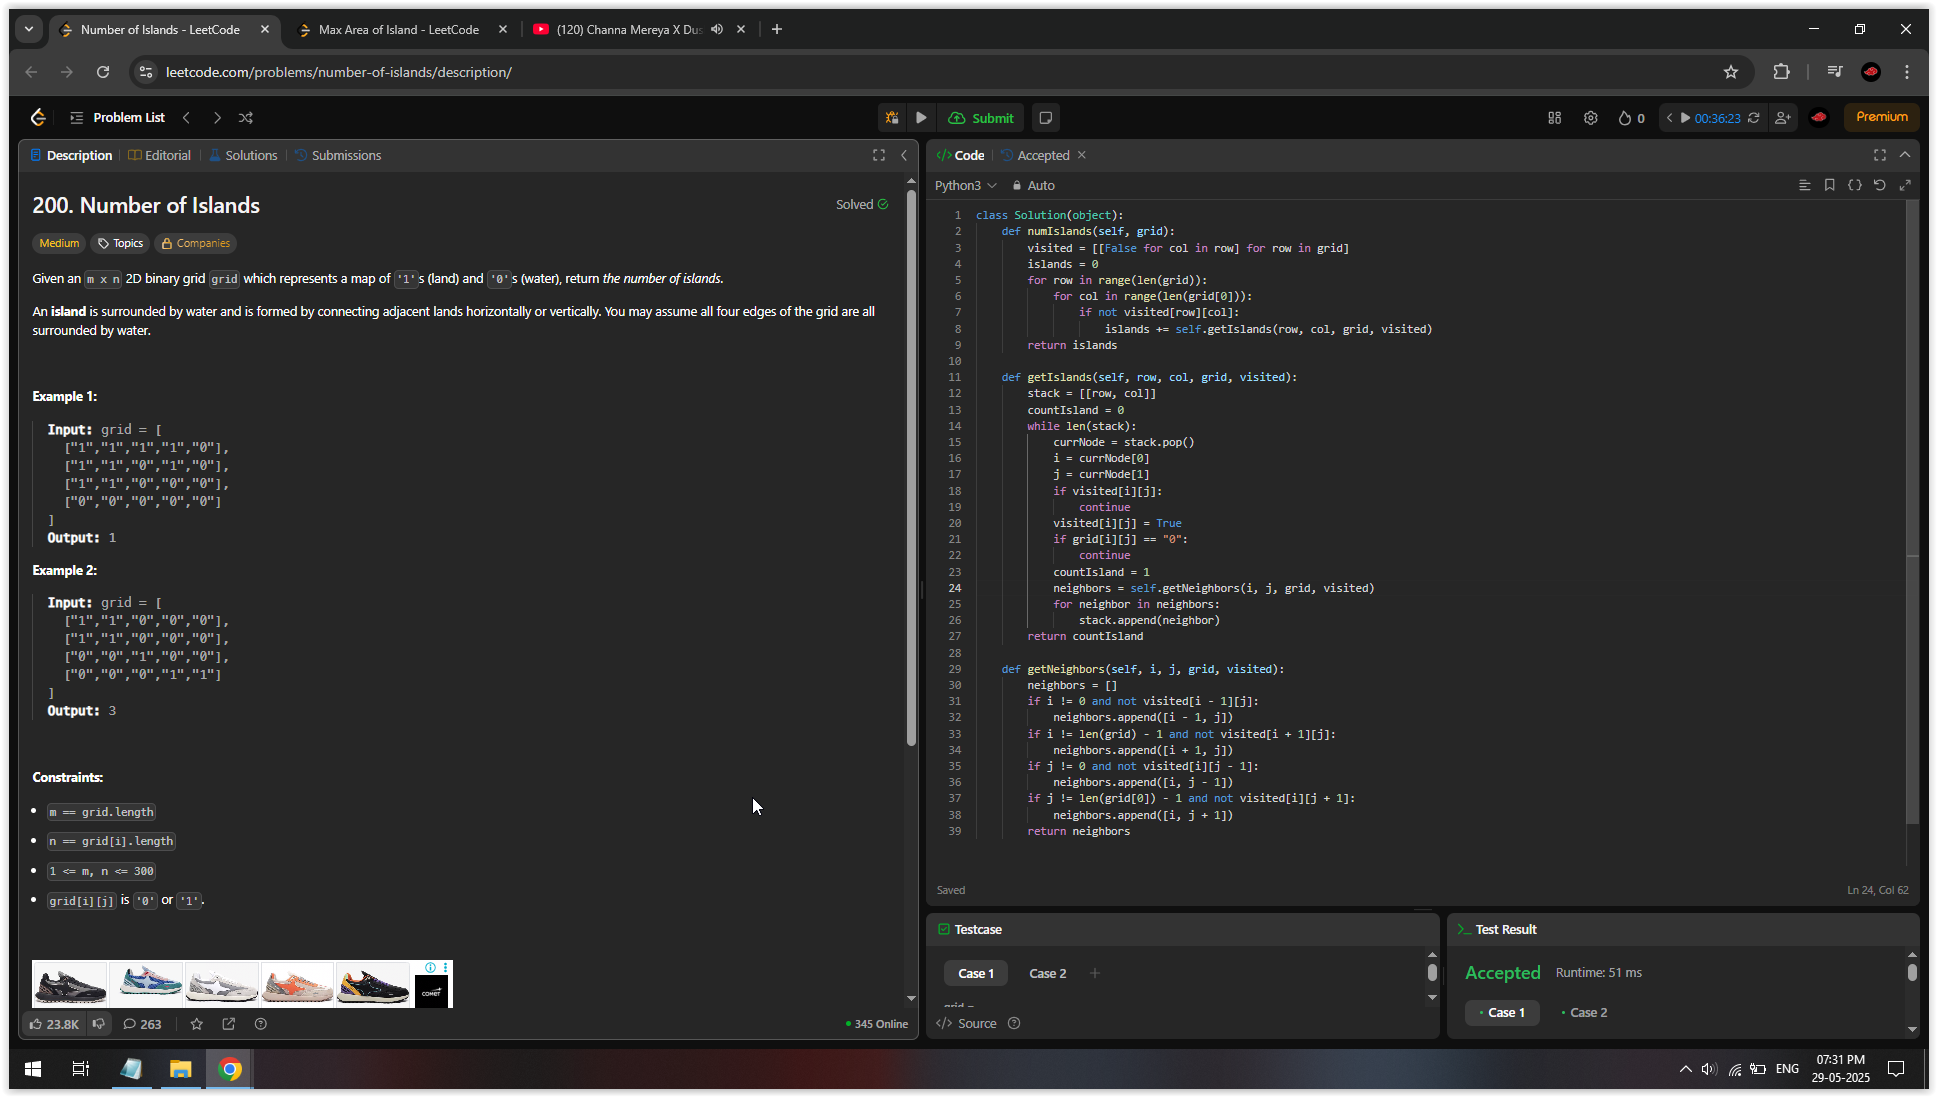 Number of Islands - LeetCode
Max Area of Island - LeetCode
(120) Channa Mereya X Dus
leetcode.com/problems/number-of-islands/description/
Problem List
Submit
0
00:36:23
Premium
Description
Editorial
Solutions
Submissions
200. Number of Islands
Solved
Medium
Topics
Companies
Given an m x n 2D binary grid grid which represents a map of '1's (land) and '0's (water), return the number of islands.
An island is surrounded by water and is formed by connecting adjacent lands horizontally or vertically. You may assume all four edges of the grid are all
surrounded by water.
Example 1:
Input: grid = [
["1","1","1","1","0"],
["1","1","0","1","0"],
["1","1","0","0","0"],
["0","0","0","0","0"]
]
Output: 1
Example 2:
Input: grid = [
["1","1","0","0","0"],
["1","1","0","0","0"],
["0","0","1","0","0"],
["0","0","0","1","1"]
]
Output: 3
Constraints:
m == grid.length
n == grid[i].length
1 <= m, n <= 300
grid[i][j] is '0' or '1'.
COMET
23.8K
263
345 Online
</> Code
Accepted
Python3
Auto
1 class Solution(object):
2 def numIslands(self, grid):
3 visited = [[False for col in row] for row in grid]
4 islands = 0
5 for row in range(len(grid)):
6 for col in range(len(grid[0])):
7 if not visited[row][col]:
8 islands += self.getIslands(row, col, grid, visited)
9 return islands
10
11 def getIslands(self, row, col, grid, visited):
12 stack = [[row, col]]
13 countIsland = 0
14 while len(stack):
15 currNode = stack.pop()
16 i = currNode[0]
17 j = currNode[1]
18 if visited[i][j]:
19 continue
20 visited[i][j] = True
21 if grid[i][j] == "0":
22 continue
23 countIsland = 1
24 neighbors = self.getNeighbors(i, j, grid, visited)
25 for neighbor in neighbors:
26 stack.append(neighbor)
27 return countIsland
28
29 def getNeighbors(self, i, j, grid, visited):
30 neighbors = []
31 if i != 0 and not visited[i - 1][j]:
32 neighbors.append([i - 1, j])
33 if i != len(grid) - 1 and not visited[i + 1][j]:
34 neighbors.append([i + 1, j])
35 if j != 0 and not visited[i][j - 1]:
36 neighbors.append([i, j - 1])
37 if j != len(grid[0]) - 1 and not visited[i][j + 1]:
38 neighbors.append([i, j + 1])
39 return neighbors
Saved
Ln 24, Col 62
Testcase
Case 1
Case 2
grid =
</> Source
Test Result
Accepted
Runtime: 51 ms
Case 1
Case 2
ENG
07:31 PM
29-05-2025